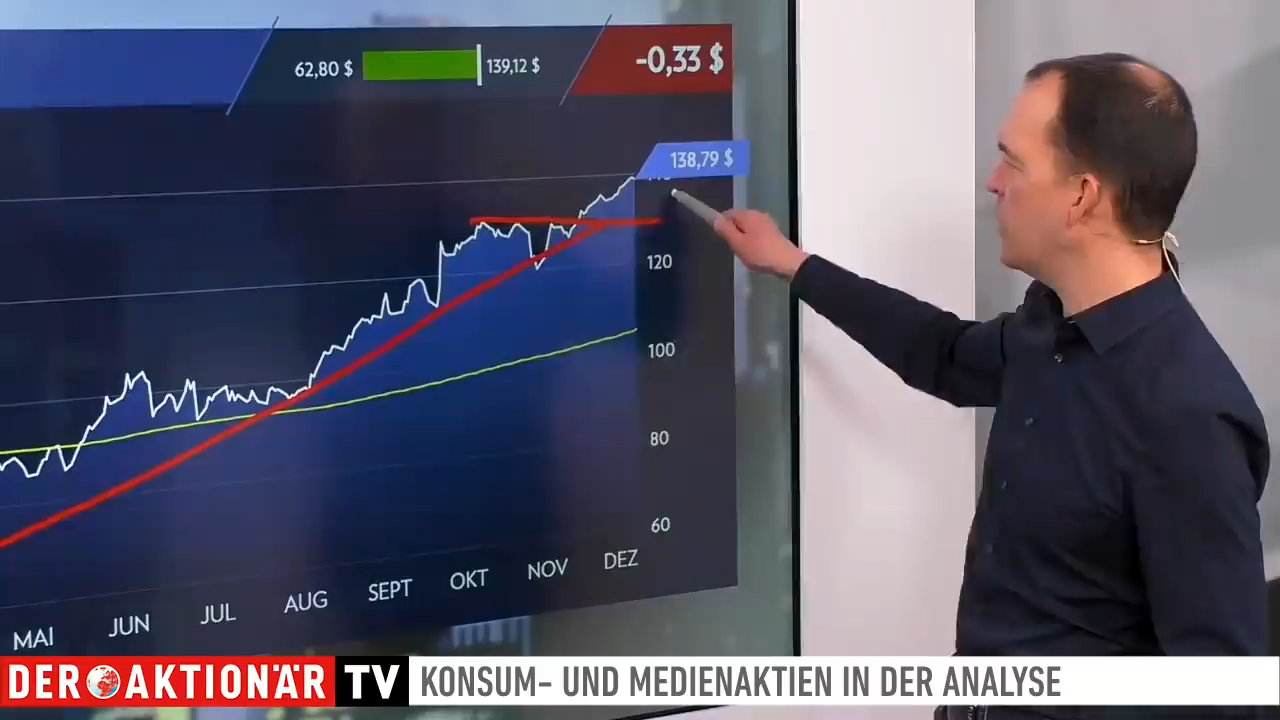 62,80 $ 139,12 $ -0,33 $
138,79 $
120
100
80
60
MAI JUN JUL AUG SEPT OKT NOV DEZ
DER AKTIONÄR TV KONSUM- UND MEDIENAKTIEN IN DER ANALYSE